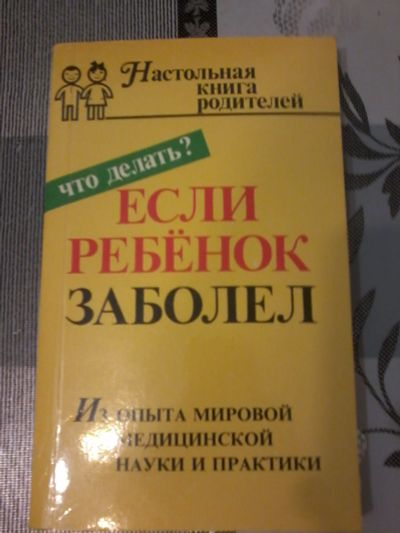 Настольная
книга
родителей
что делать?
ЕСЛИ
РЕБЁНОК
ЗАБОЛЕЛ
Из опыта мировой
медицинской
науки и практики